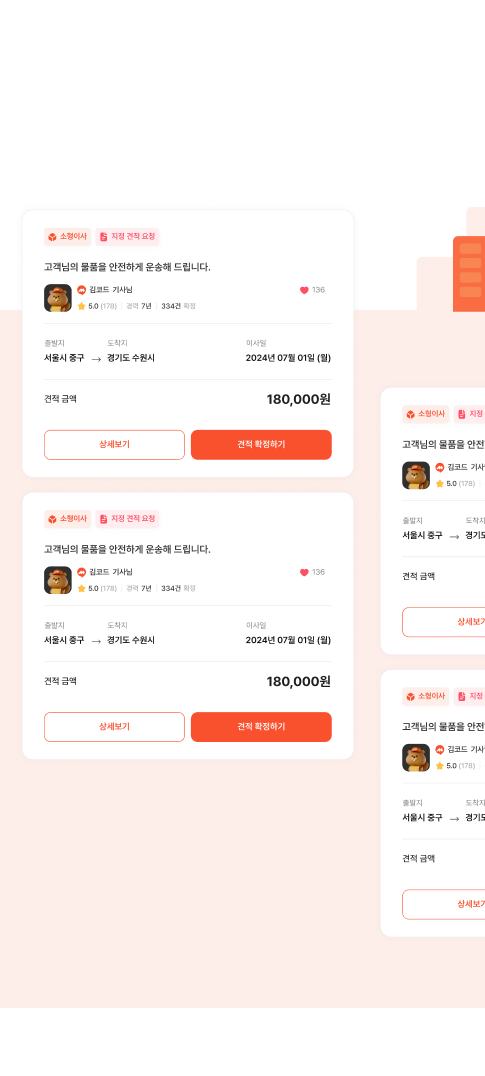 소형이사 지정 견적 요청
고객님의 물품을 안전하게 운송해 드립니다.
김코드 기사님 136
5.0 (178) 경력 7년 334건 확정
출발지 도착지 이사일
서울시 중구 → 경기도 수원시 2024년 07월 01일 (월)
견적 금액 180,000원
상세보기 견적 확정하기
소형이사 지정 견적 요청
고객님의 물품을 안전하게 운송해 드립니다.
김코드 기사님 136
5.0 (178) 경력 7년 334건 확정
출발지 도착지 이사일
서울시 중구 → 경기도 수원시 2024년 07월 01일 (월)
견적 금액 180,000원
상세보기 견적 확정하기
소형이사 지정
고객님의 물품을 안전
김코드 기사
5.0 (178)
출발지 도착지
서울시 중구 → 경기도
견적 금액
상세보기
소형이사 지정
고객님의 물품을 안전
김코드 기사
5.0 (178)
출발지 도착지
서울시 중구 → 경기도
견적 금액
상세보기